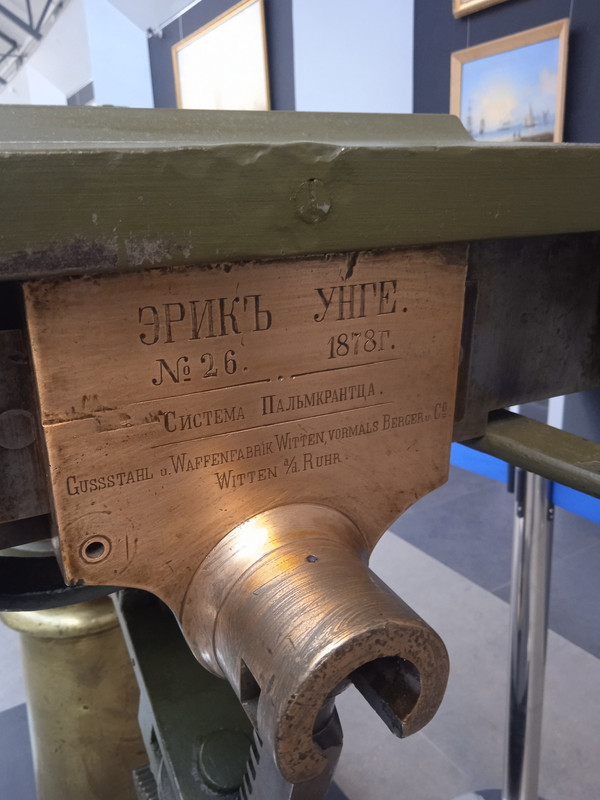 ЭРИКЪ УНГЕ.
№ 26. 1878г.
Система Пальмкрантца.
Gussstahl u. Waffenfabrik Witten, vormals Berger u. Co
Witten a/d. Ruhr